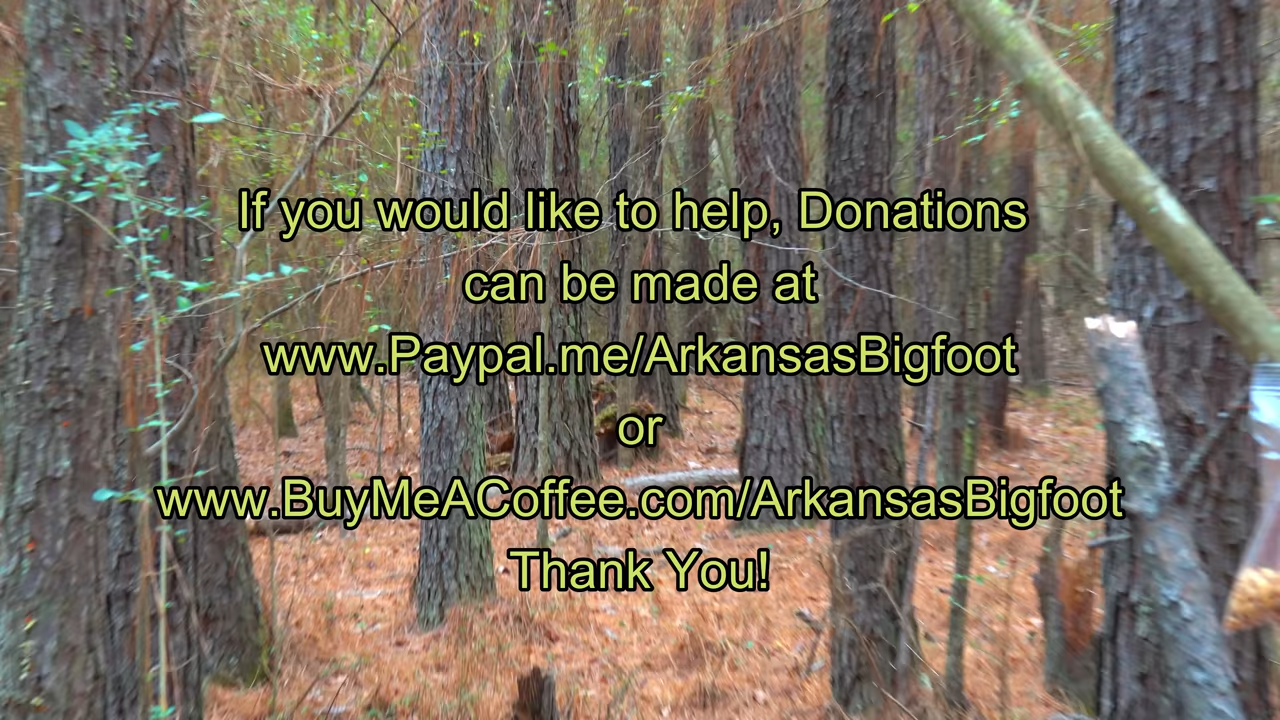 If you would like to help, Donations
can be made at
www.Paypal.me/ArkansasBigfoot
or
www.BuyMeACoffee.com/ArkansasBigfoot
Thank You!